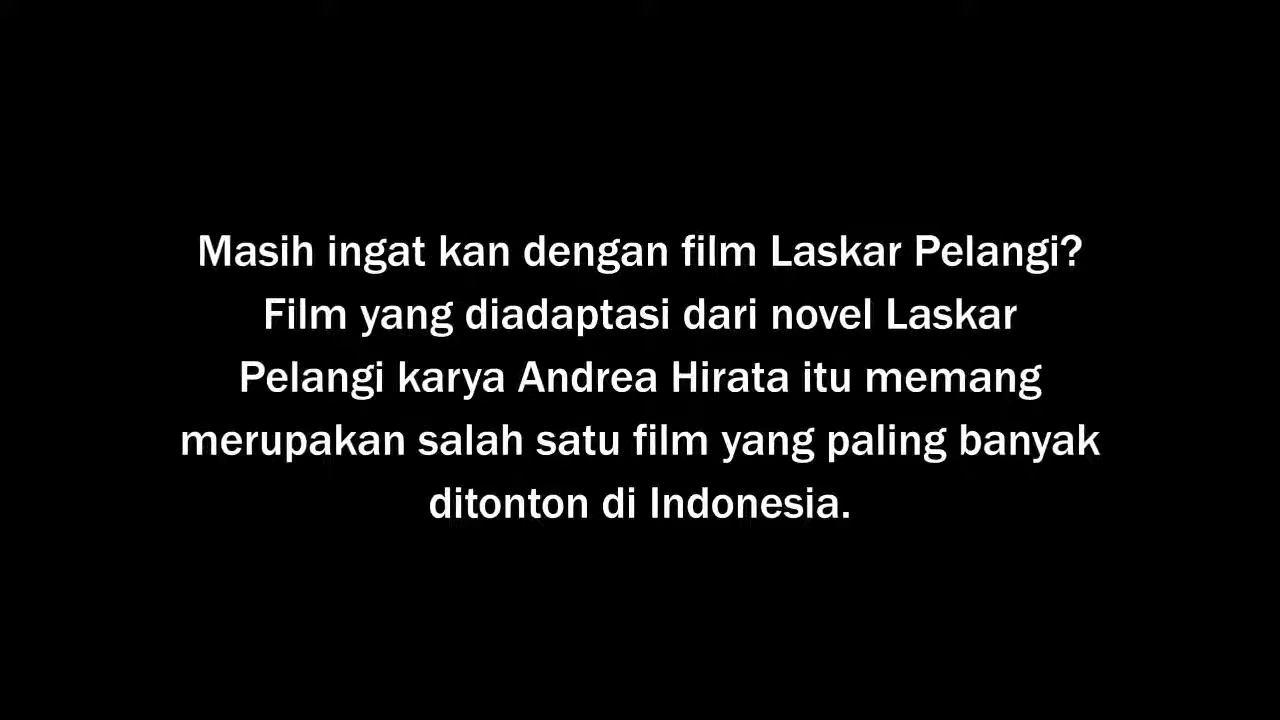 Masih ingat kan dengan film Laskar Pelangi?
Film yang diadaptasi dari novel Laskar
Pelangi karya Andrea Hirata itu memang
merupakan salah satu film yang paling banyak
ditonton di Indonesia.